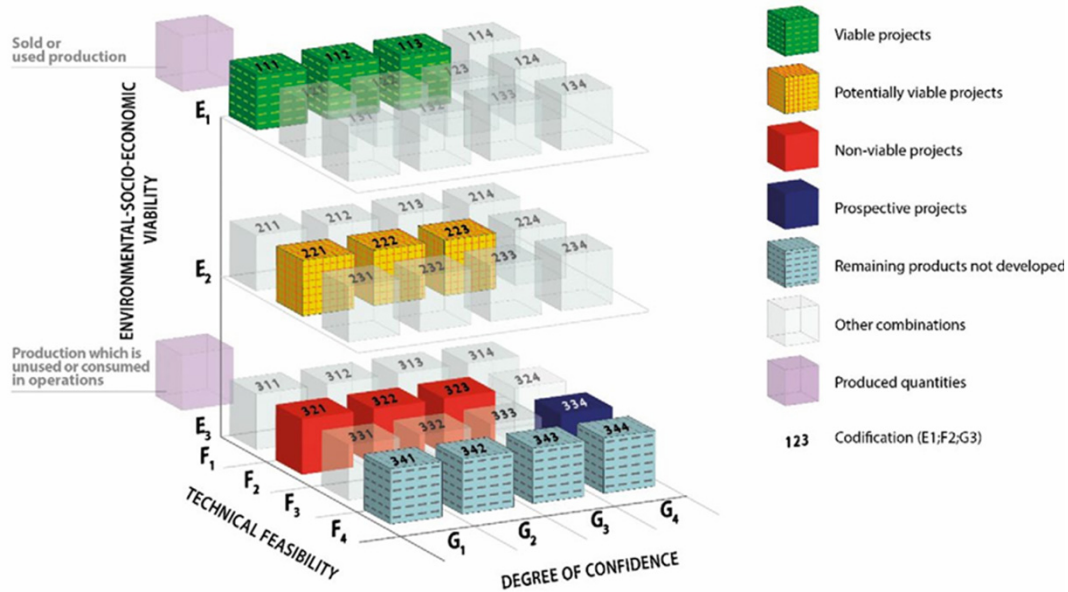 Sold or
used production
ENVIRONMENTAL-SOCIO-ECONOMIC
VIABILITY
E1
111
112
113
114
123
124
131
132
133
134
E2
211
212
213
214
221
222
223
224
231
232
233
234
Production which is
unused or consumed
in operations
E3
311
312
313
314
321
322
323
324
331
332
333
334
341
342
343
344
F1
F2
F3
F4
TECHNICAL FEASIBILITY
G1
G2
G3
G4
DEGREE OF CONFIDENCE
Viable projects
Potentially viable projects
Non-viable projects
Prospective projects
Remaining products not developed
Other combinations
Produced quantities
123 Codification (E1;F2;G3)